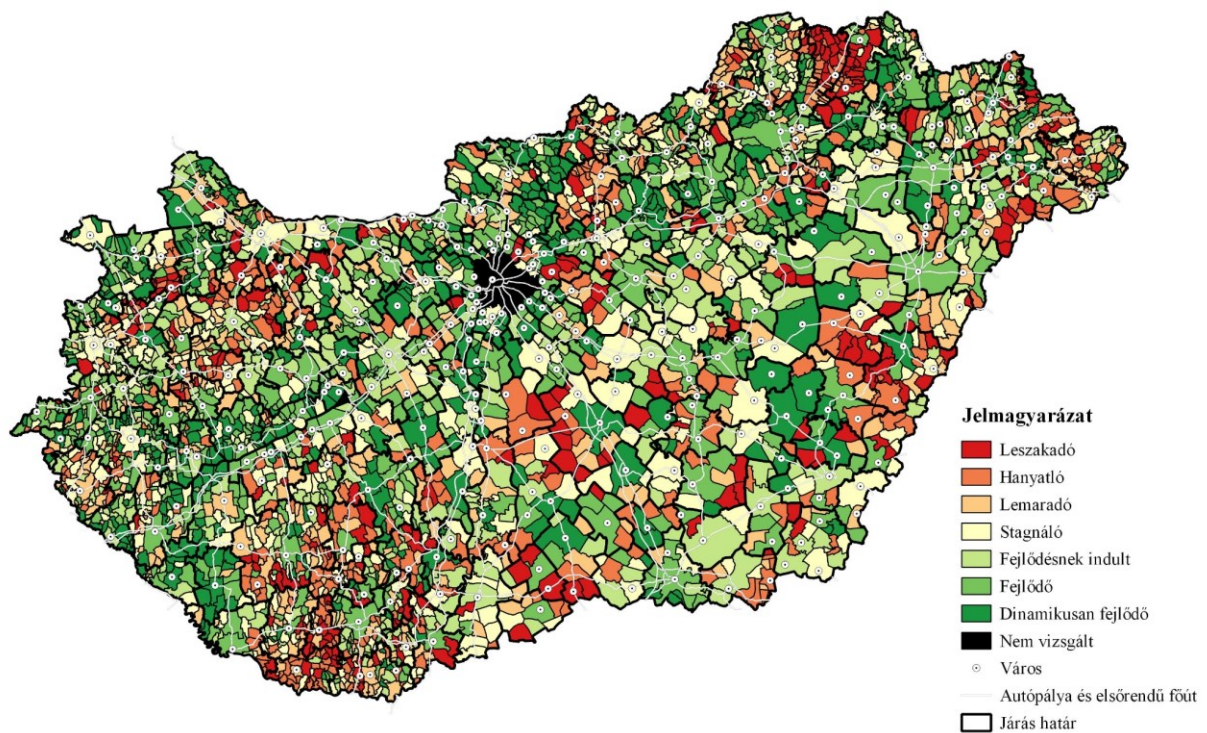 Jelmagyarázat
Leszakadó
Hanyatló
Lemaradó
Stagnáló
Fejlődésnek indult
Fejlődő
Dinamikusan fejlődő
Nem vizsgált
Város
Autópálya és elsőrendű főút
Járás határ